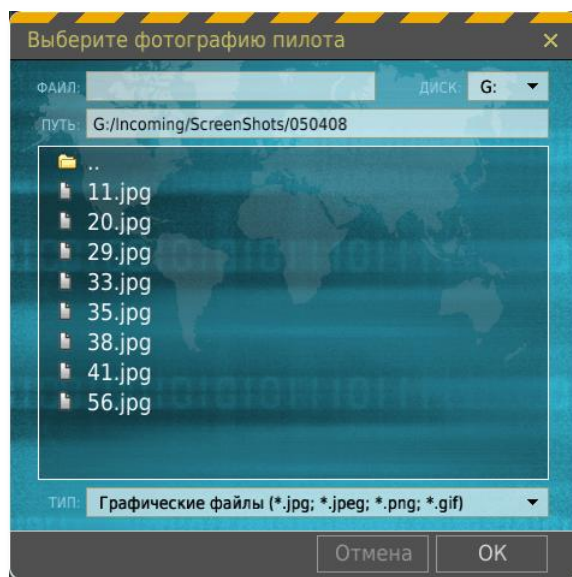 Выберите фотографию пилота ×
ФАЙЛ: ДИСК: G:
ПУТЬ: G:/Incoming/ScreenShots/050408
..
11.jpg
20.jpg
29.jpg
33.jpg
35.jpg
38.jpg
41.jpg
56.jpg
ТИП: Графические файлы (*.jpg; *.jpeg; *.png; *.gif)
Отмена OK